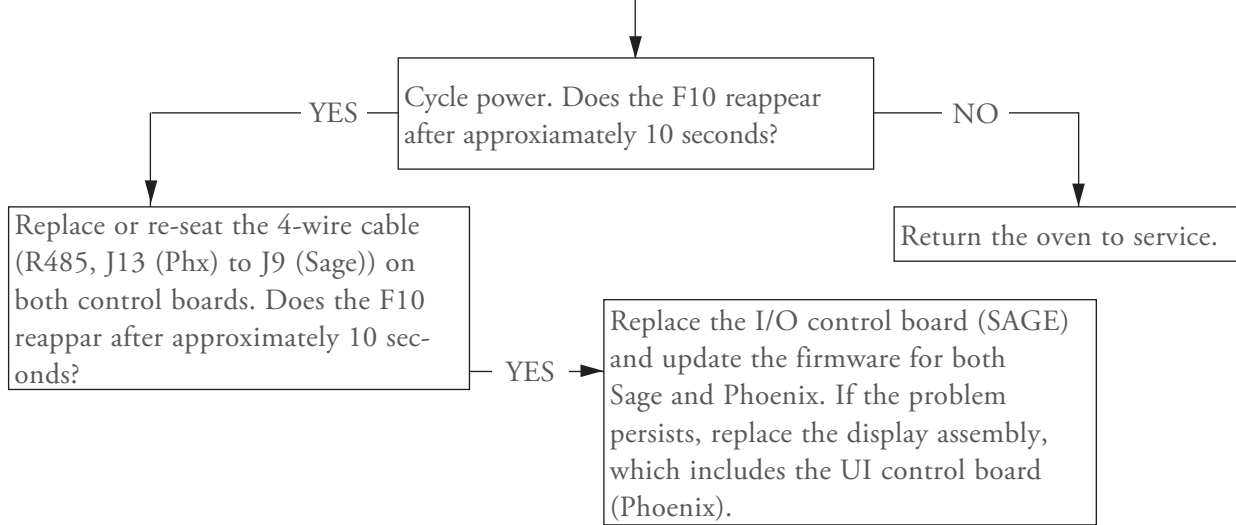 Cycle power. Does the F10 reappear
after approxiamately 10 seconds?
YES
NO
Replace or re-seat the 4-wire cable
(R485, J13 (Phx) to J9 (Sage)) on
both control boards. Does the F10
reappar after approximately 10 sec-
onds?
Return the oven to service.
YES
Replace the I/O control board (SAGE)
and update the firmware for both
Sage and Phoenix. If the problem
persists, replace the display assembly,
which includes the UI control board
(Phoenix).